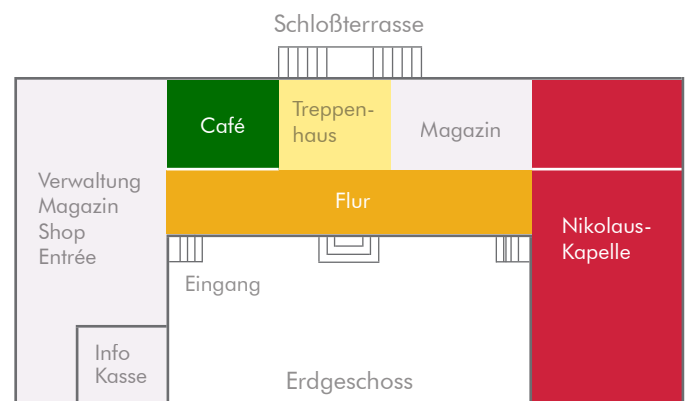 Schloßterrasse
Café
Treppen-
haus
Magazin
Verwaltung
Magazin
Shop
Entrée
Flur
Nikolaus-
Kapelle
Eingang
Info
Kasse
Erdgeschoss